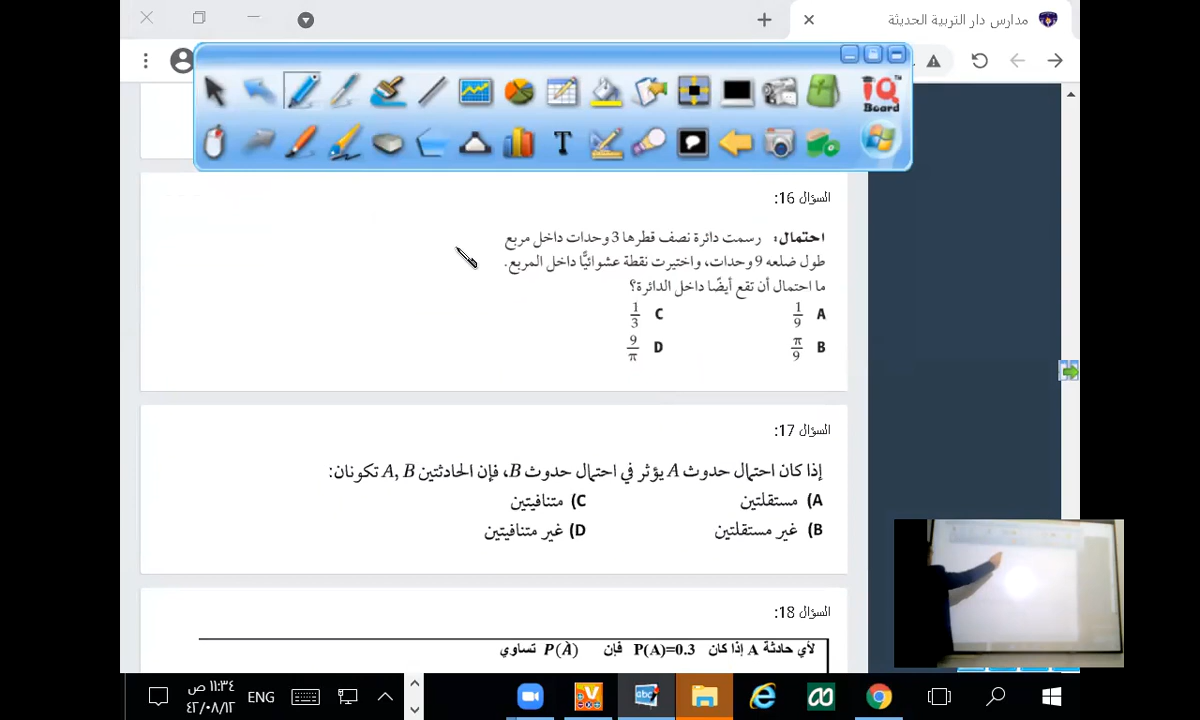 مدارس دار التربية الحديثة
IQ
Board
T
السؤال 16:
احتمال: رسمت دائرة نصف قطرها 3 وحدات داخل مربع
طول ضلعه 9 وحدات، واختيرت نقطة عشوائيًّا داخل المربع.
ما احتمال أن تقع أيضًا داخل الدائرة؟
A 1/9 C 1/3
B π/9 D 9/π
السؤال 17:
إذا كان احتمال حدوث A يؤثر في احتمال حدوث B، فإن الحادثتين A, B تكونان:
A) مستقلتين C) متنافيتين
B) غير مستقلتين D) غير متنافيتين
السؤال 18:
لأي حادثة A إذا كان P(A)=0.3 فإن P(À) تساوي
١١:٣٤ ص
ENG
٤٢/٠٨/١٢
abc